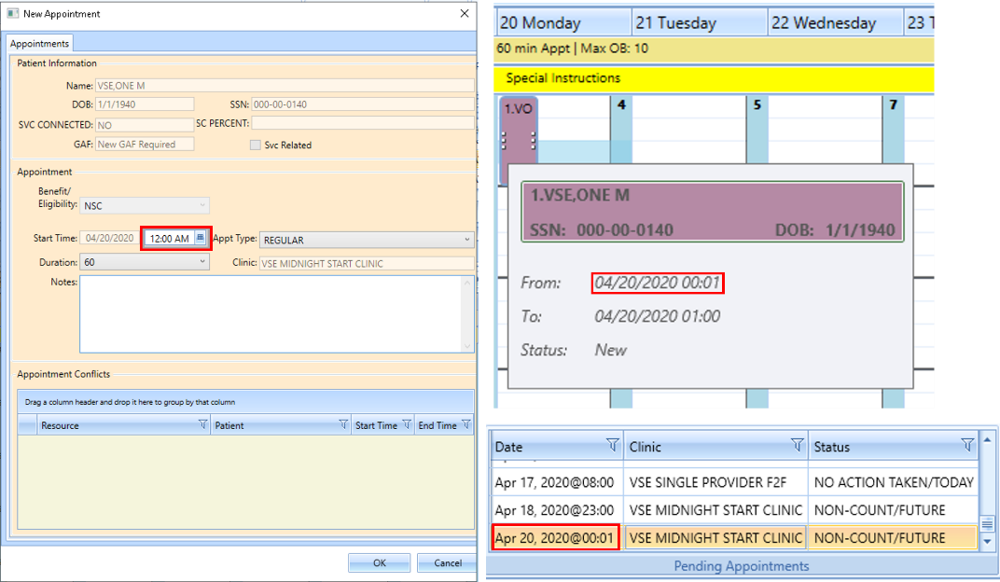 New Appointment
Appointments
Patient Information
Name: VSE,ONE M
DOB: 1/1/1940 SSN: 000-00-0140
SVC CONNECTED: NO SC PERCENT:
GAF: New GAF Required Svc Related
Appointment
Benefit/
Eligibility: NSC
Start Time: 04/20/2020 12:00 AM Appt Type: REGULAR
Duration: 60 Clinic: VSE MIDNIGHT START CLINIC
Notes:
Appointment Conflicts
Drag a column header and drop it here to group by that column
Resource Patient Start Time End Time
OK Cancel
20 Monday 21 Tuesday 22 Wednesday 23
60 min Appt | Max OB: 10
Special Instructions
1.VO 4 5 7
1.VSE,ONE M
SSN: 000-00-0140 DOB: 1/1/1940
From: 04/20/2020 00:01
To: 04/20/2020 01:00
Status: New
Date Clinic Status
Apr 17, 2020@08:00 VSE SINGLE PROVIDER F2F NO ACTION TAKEN/TODAY
Apr 18, 2020@23:00 VSE MIDNIGHT START CLINIC NON-COUNT/FUTURE
Apr 20, 2020@00:01 VSE MIDNIGHT START CLINIC NON-COUNT/FUTURE
Pending Appointments